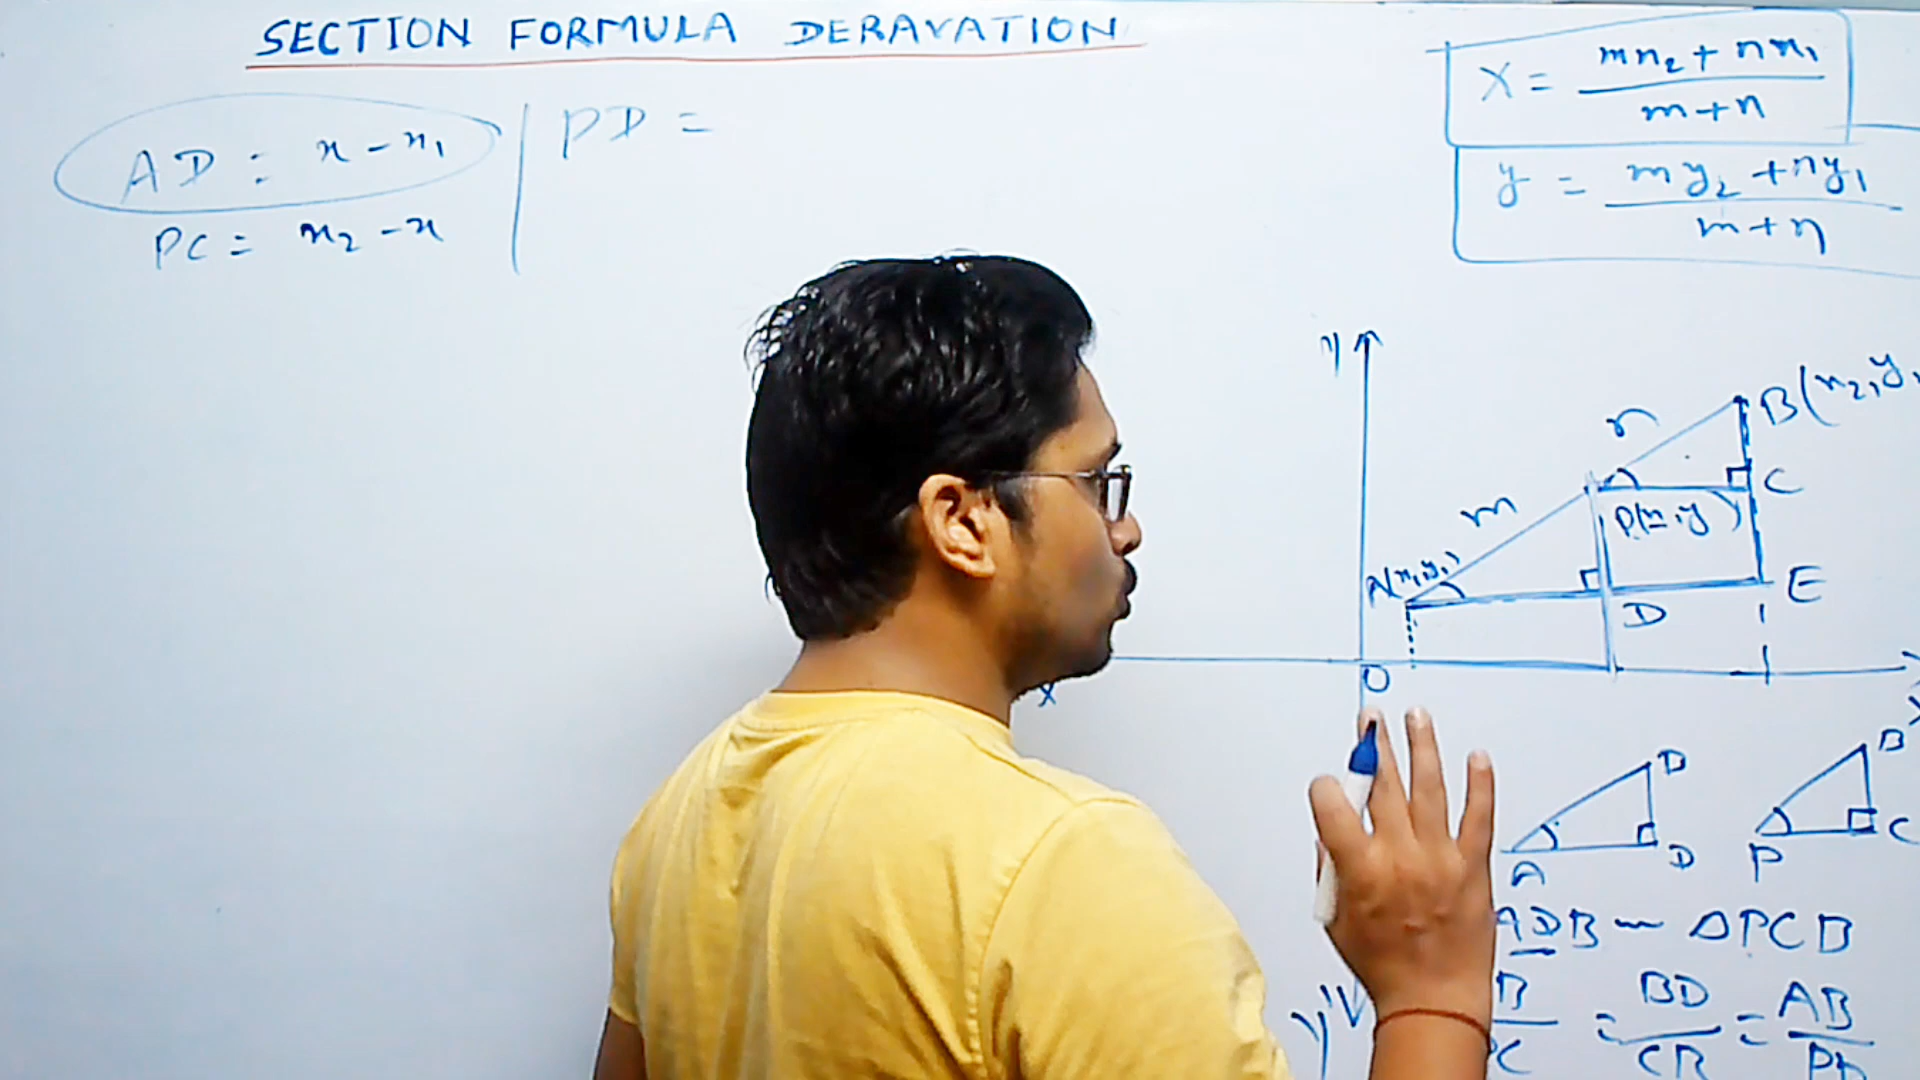 SECTION FORMULA DERAVATION
AD = x - x₁
PC = x₂ - x
PD =
X = mx₂ + nx₁ / m + n
y = my₂ + ny₁ / m + n
y
B(x₂, y
n
C
m
P(x, y)
A(x₁, y₁)
D
E
O
X
B
D
A
B
C
P
ADB ~ ΔPCB
BD
CB
= AB